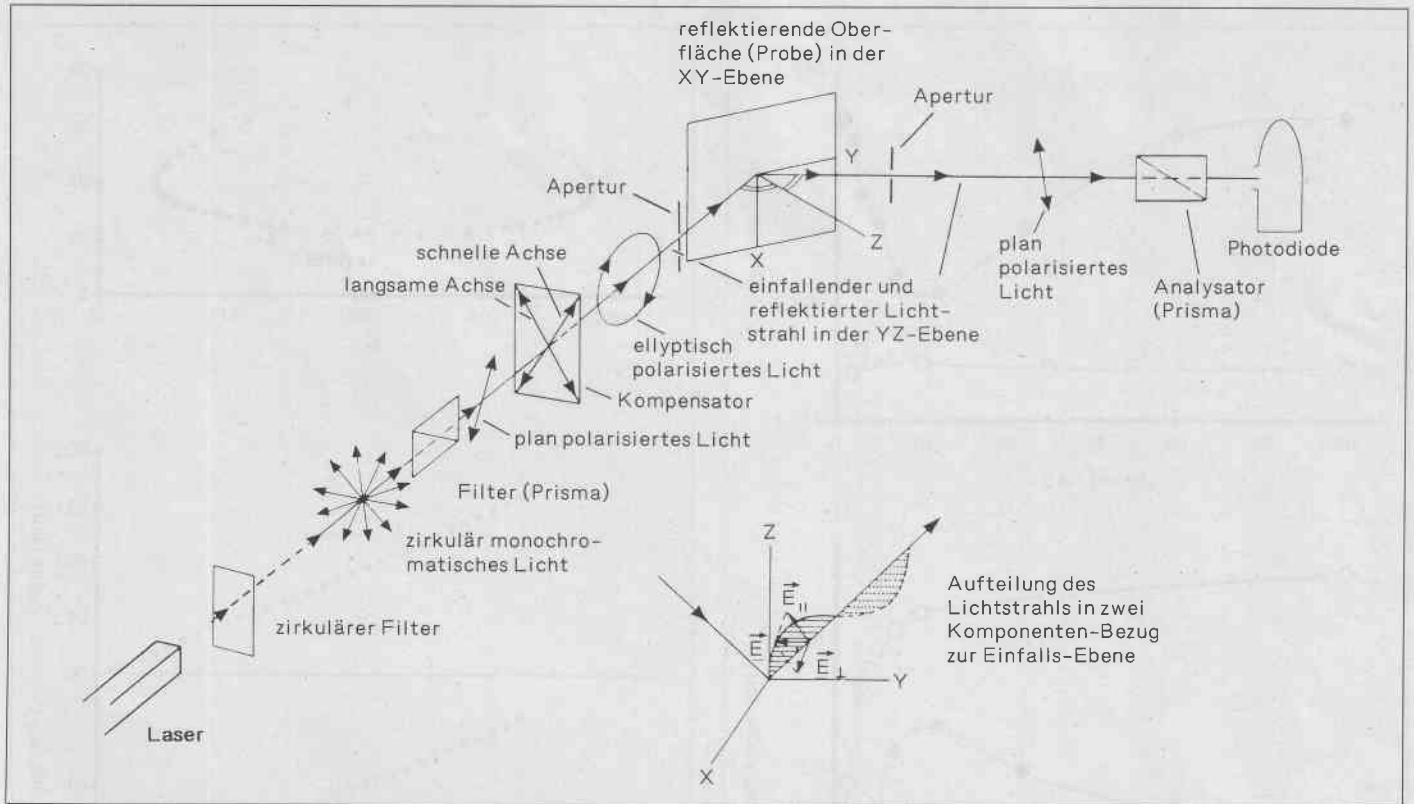 reflektierende Ober-
fläche (Probe) in der
XY-Ebene
Apertur
Y
Apertur
Z
X
plan
polarisiertes
Licht
Photodiode
Analysator
(Prisma)
schnelle Achse
langsame Achse
einfallender und
reflektierter Licht-
strahl in der YZ-Ebene
ellyptisch
polarisiertes Licht
Kompensator
plan polarisiertes Licht
Filter (Prisma)
zirkulär monochro-
matisches Licht
zirkulärer Filter
Laser
Z
E||
E
E⊥
Y
X
Aufteilung des
Lichtstrahls in zwei
Komponenten-Bezug
zur Einfalls-Ebene